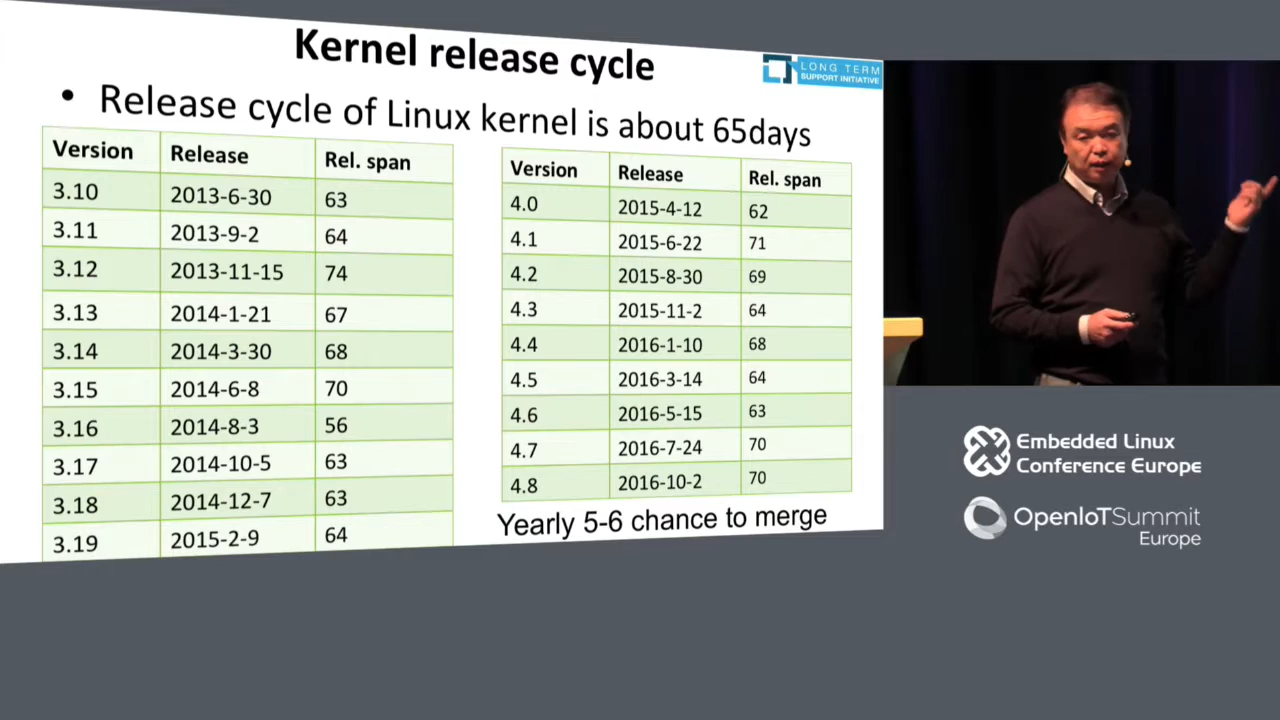 Kernel release cycle
LONG TERM
SUPPORT INITIATIVE
• Release cycle of Linux kernel is about 65days
Version Release Rel. span
3.10 2013-6-30 63
3.11 2013-9-2 64
3.12 2013-11-15 74
3.13 2014-1-21 67
3.14 2014-3-30 68
3.15 2014-6-8 70
3.16 2014-8-3 56
3.17 2014-10-5 63
3.18 2014-12-7 63
3.19 2015-2-9 64
Version Release Rel. span
4.0 2015-4-12 62
4.1 2015-6-22 71
4.2 2015-8-30 69
4.3 2015-11-2 64
4.4 2016-1-10 68
4.5 2016-3-14 64
4.6 2016-5-15 63
4.7 2016-7-24 70
4.8 2016-10-2 70
Yearly 5-6 chance to merge
Embedded Linux
Conference Europe
OpenIoTSummit
Europe